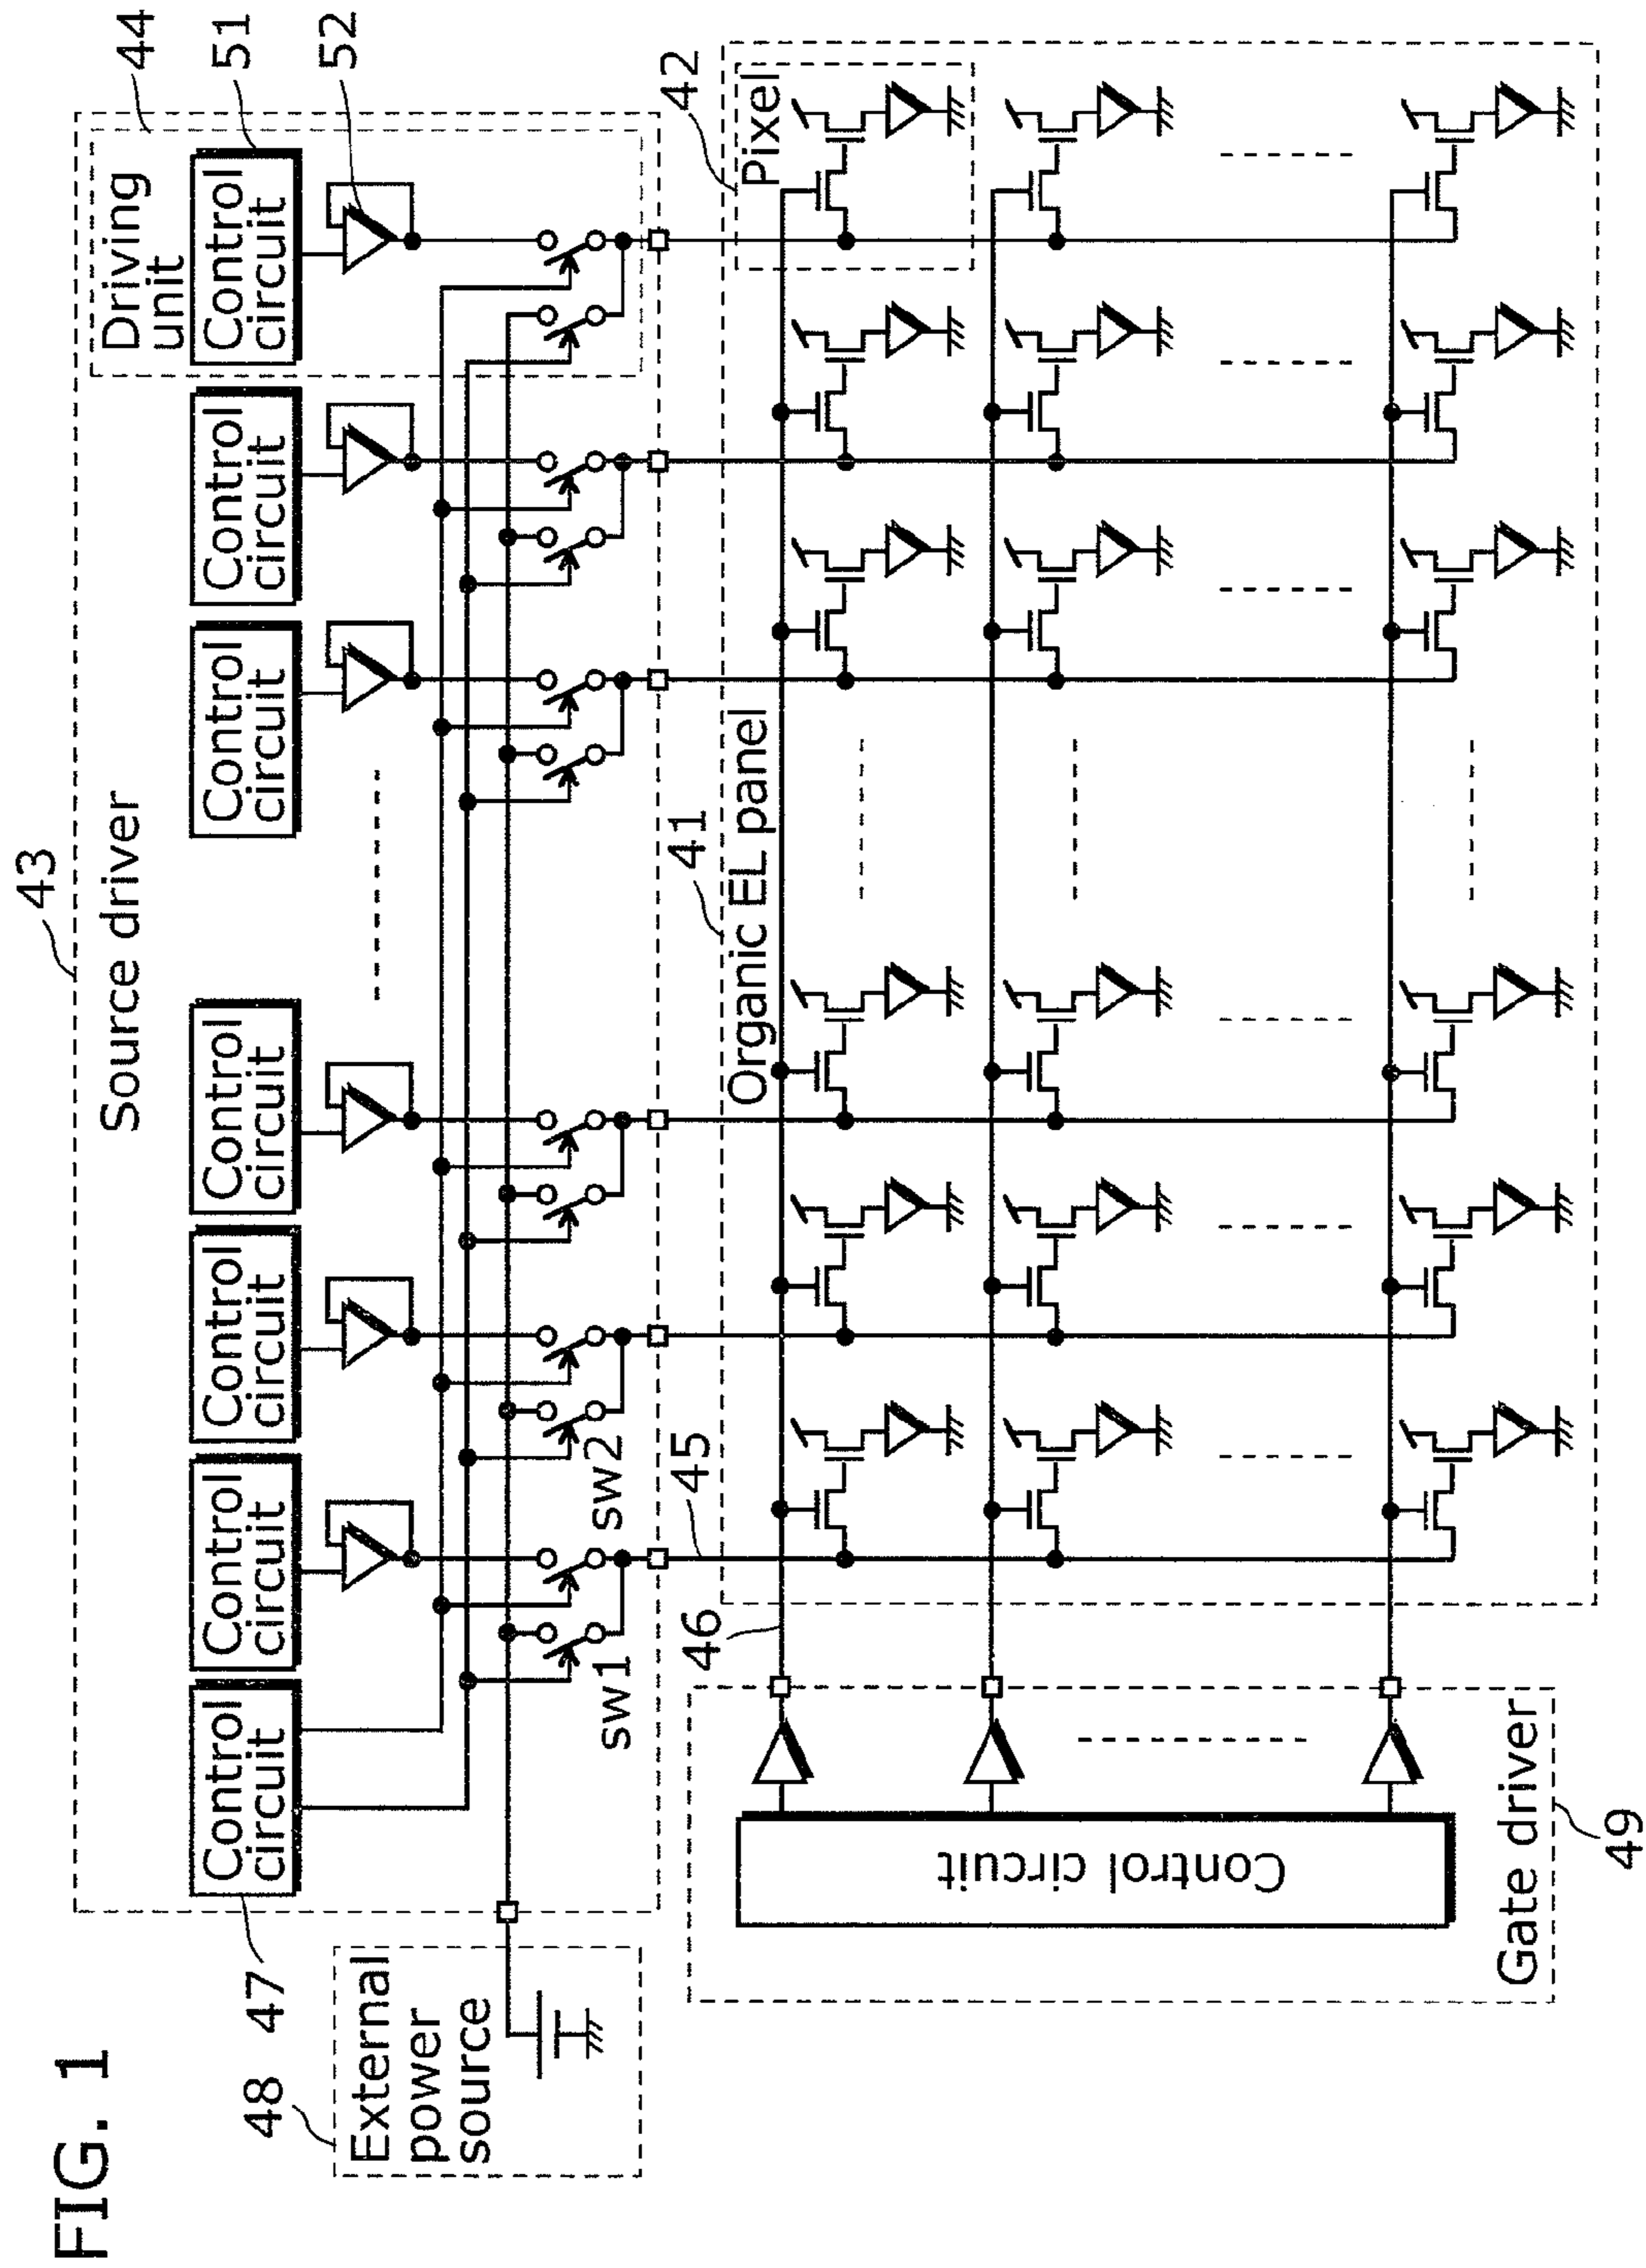 FIG. 1
43
Source driver
44
Driving
unit
51
52
47
Control
circuit
Control
circuit
Control
circuit
Control
circuit
Control
circuit
Control
circuit
Control
circuit
48
External
power
source
sw1
sw2
45
46
41
Organic EL panel
42
Pixel
Control circuit
Gate driver
49